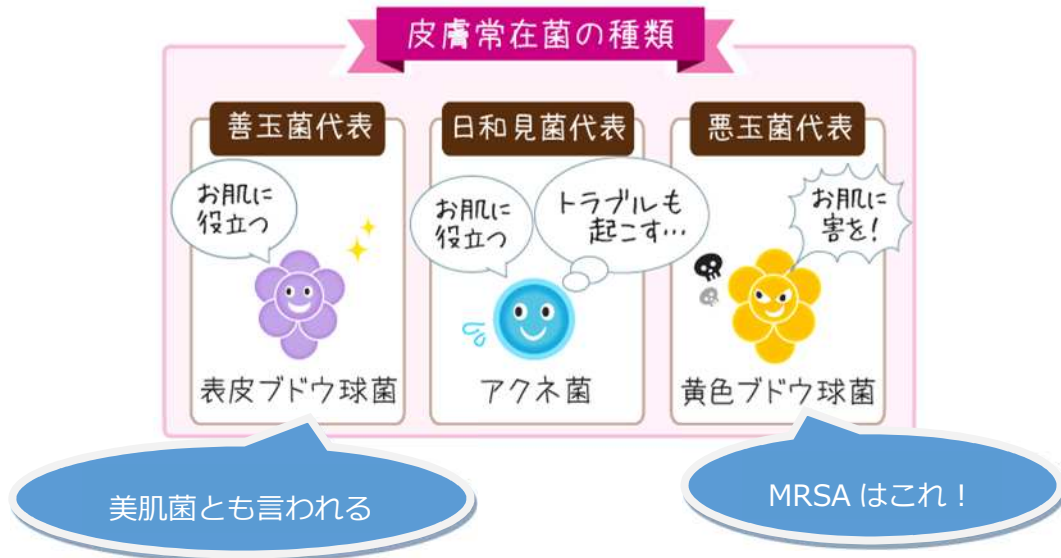 皮膚常在菌の種類
善玉菌代表
お肌に
役立つ
表皮ブドウ球菌
日和見菌代表
お肌に
役立つ
トラブルも
起こす…
アクネ菌
悪玉菌代表
お肌に
害を!
黄色ブドウ球菌
美肌菌とも言われる
MRSA はこれ！